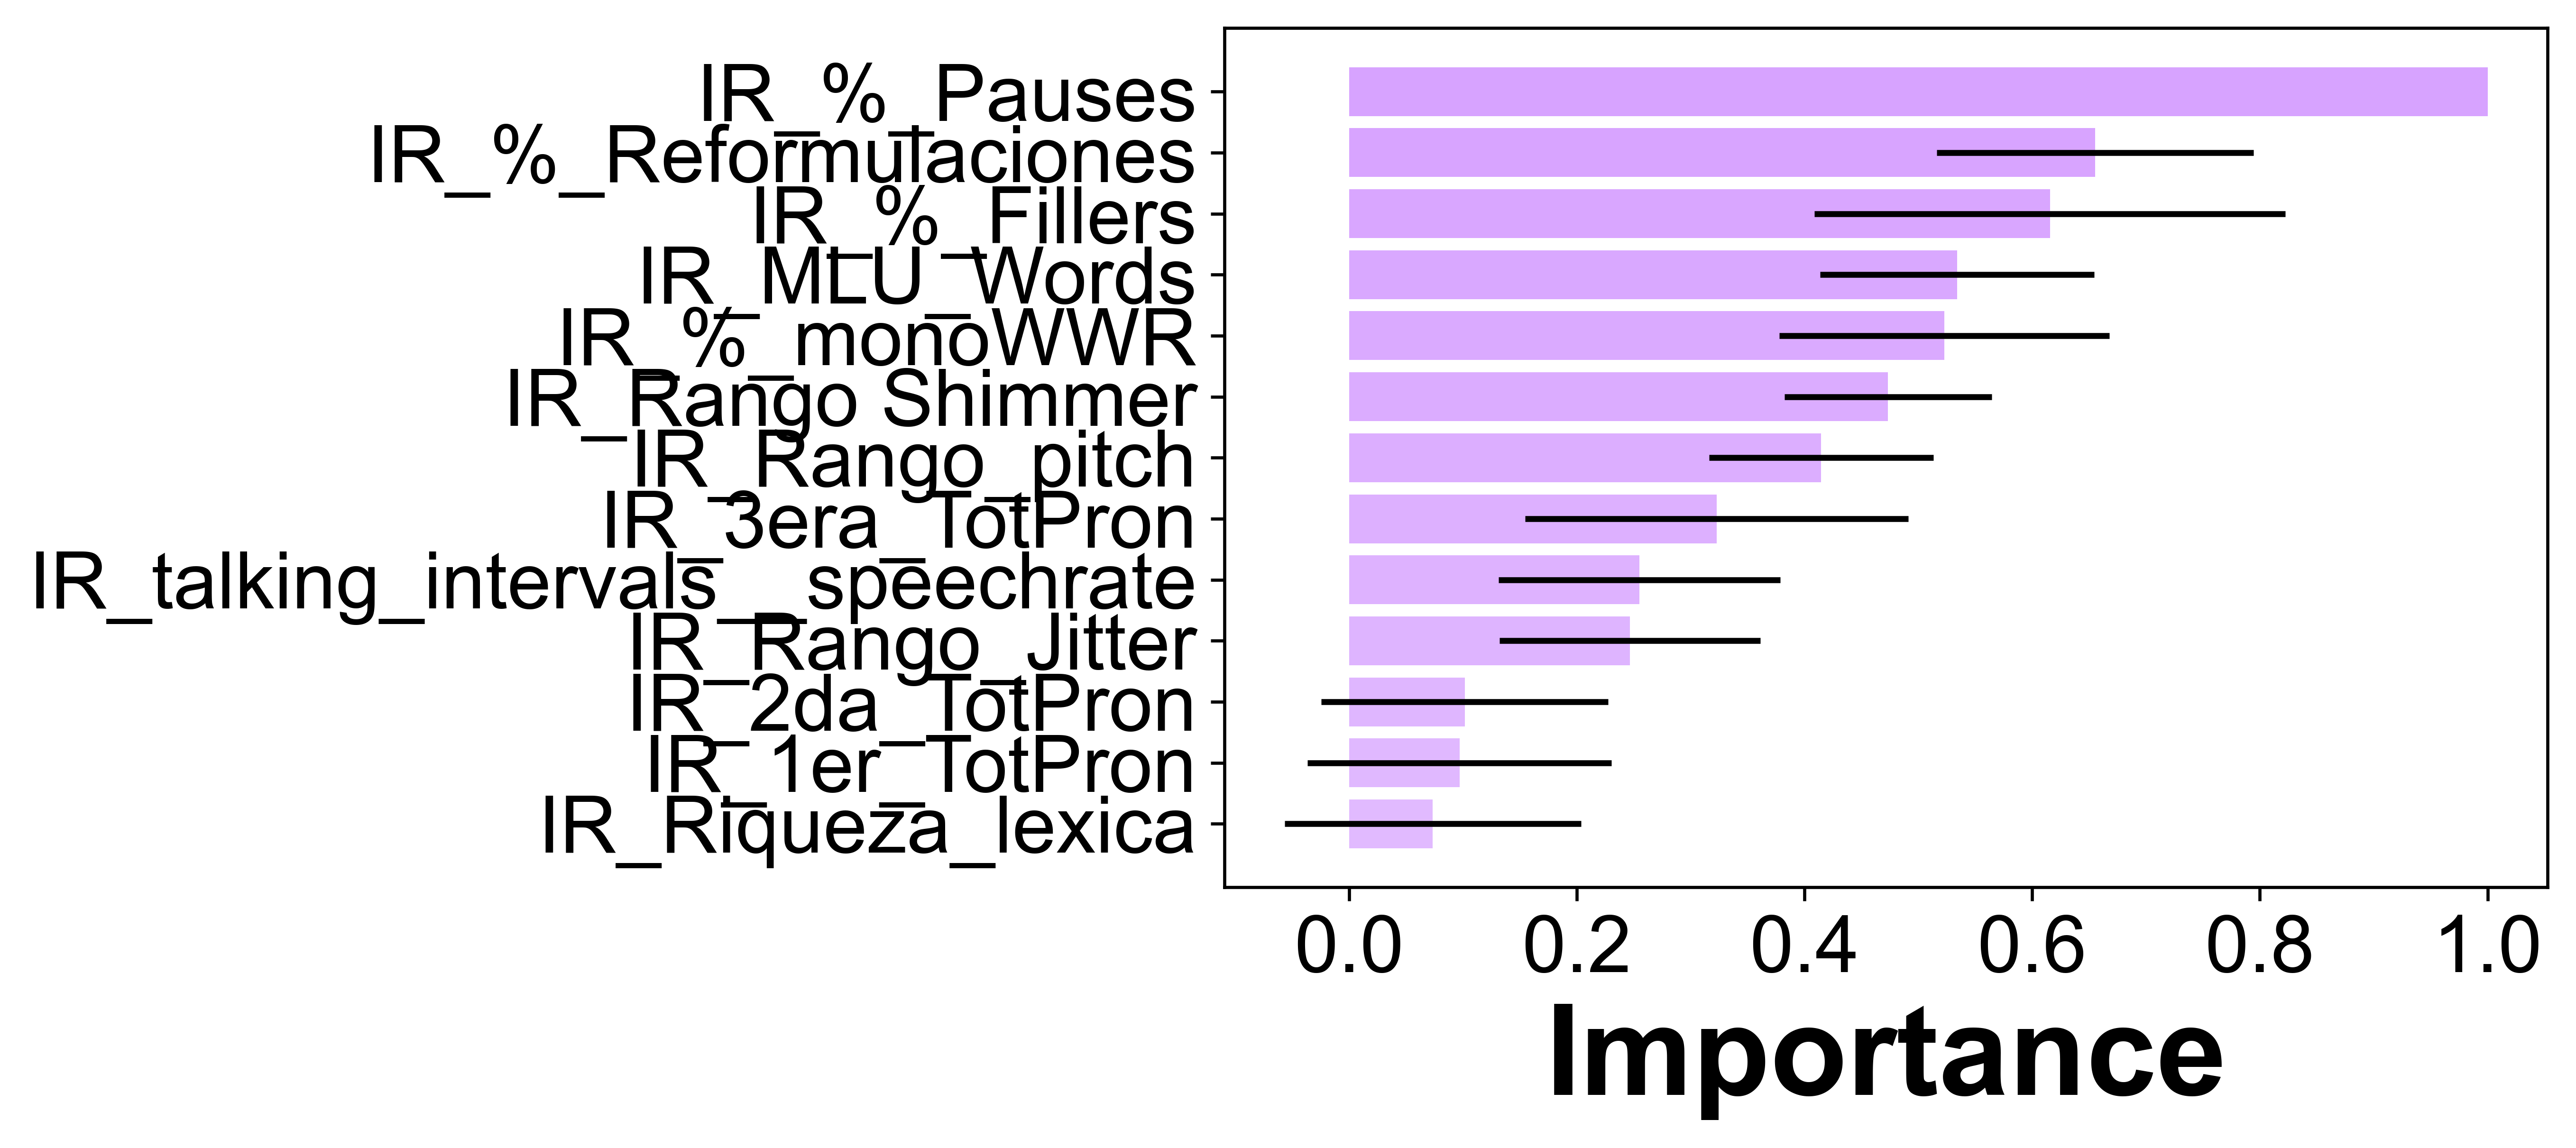 IR_%_Pauses
IR_%_Reformulaciones
IR_%_Fillers
IR_MLU_Words
IR_%_monoWWR
IR_Rango Shimmer
IR_Rango_pitch
IR_3era_TotPron
IR_talking_intervals__speechrate
IR_Rango_Jitter
IR_2da_TotPron
IR_1er_TotPron
IR_Riqueza_lexica
0.0 0.2 0.4 0.6 0.8 1.0
Importance